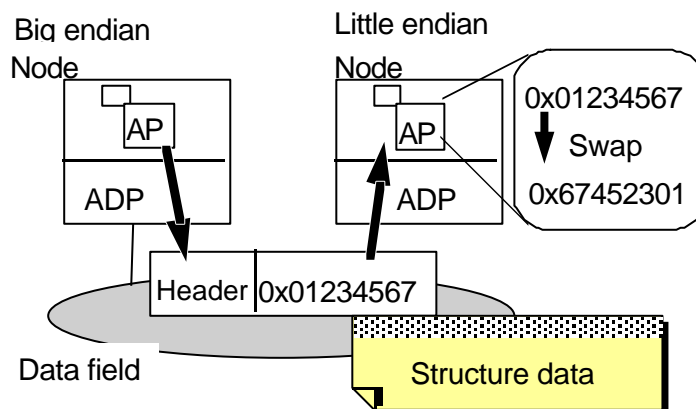 Big endian
Node
AP
ADP
Little endian
Node
AP
ADP
0x01234567
Swap
0x67452301
Header 0x01234567
Data field
Structure data